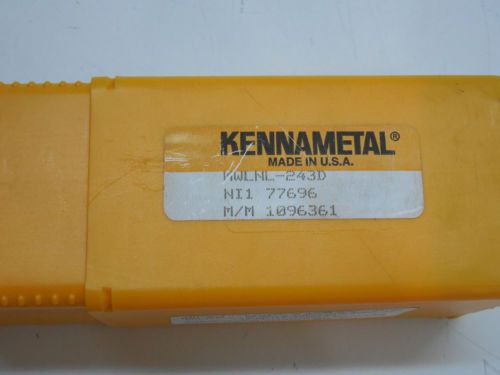 KENNAMETAL®
MADE IN U.S.A.
MWLNL-243D
NI1 77696
M/M 1096361